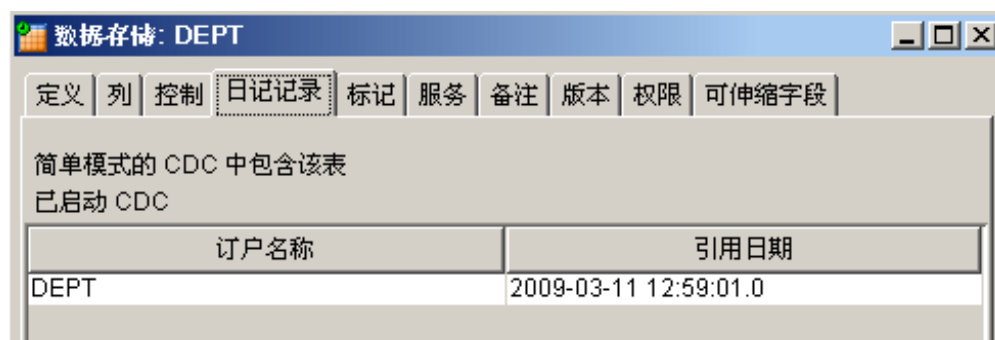 数据存储: DEPT
定义 列 控制 日记记录 标记 服务 备注 版本 权限 可伸缩字段
简单模式的 CDC 中包含该表
已启动 CDC
订户名称 引用日期
DEPT 2009-03-11 12:59:01.0